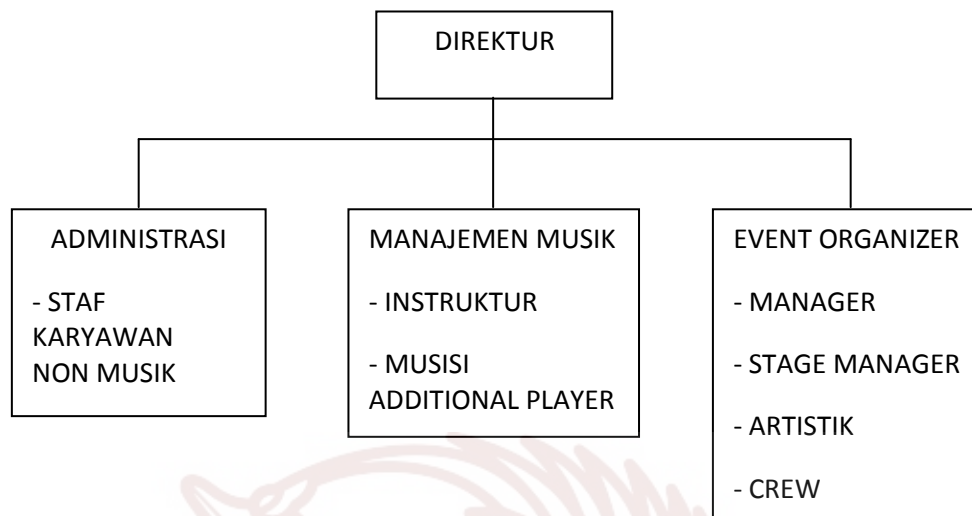 DIREKTUR
ADMINISTRASI
- STAF
KARYAWAN
NON MUSIK
MANAJEMEN MUSIK
- INSTRUKTUR
- MUSISI
ADDITIONAL PLAYER
EVENT ORGANIZER
- MANAGER
- STAGE MANAGER
- ARTISTIK
- CREW